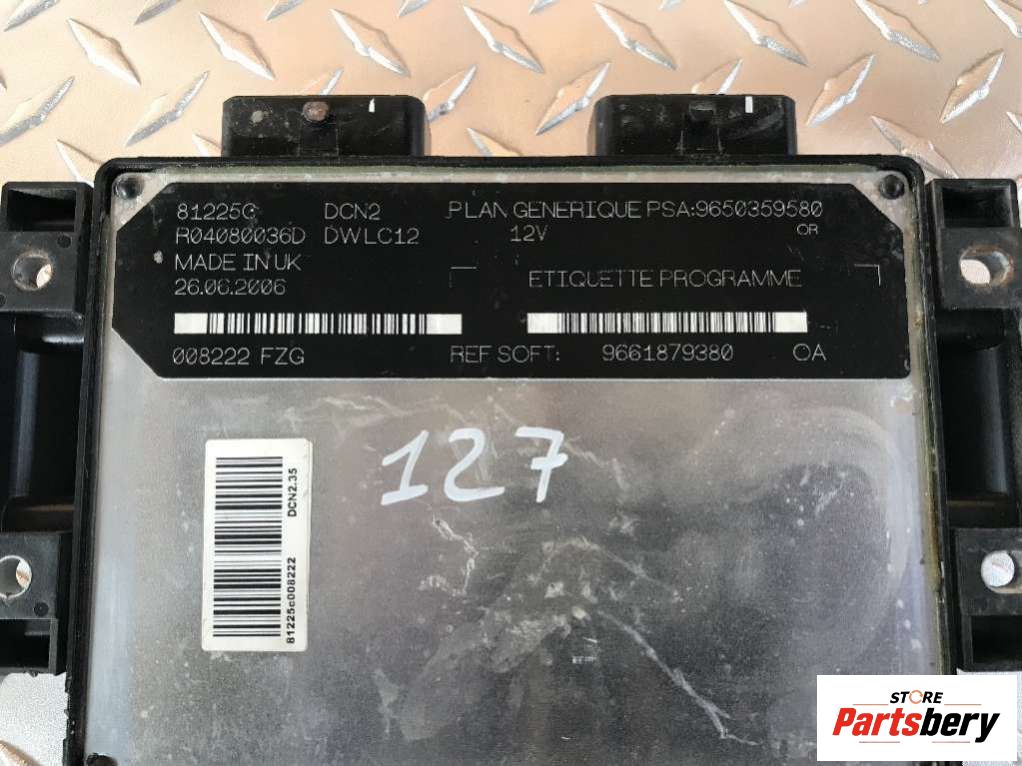 81225G DCN2 PLAN GENERIQUE PSA:9650359580
R04080036D DWLC12 12V OR
MADE IN UK
26.06.2006 ETIQUETTE PROGRAMME
008222 FZG REF SOFT: 9661879380 OA
127
DCN2.35
81225c008222
STORE
Partsbery